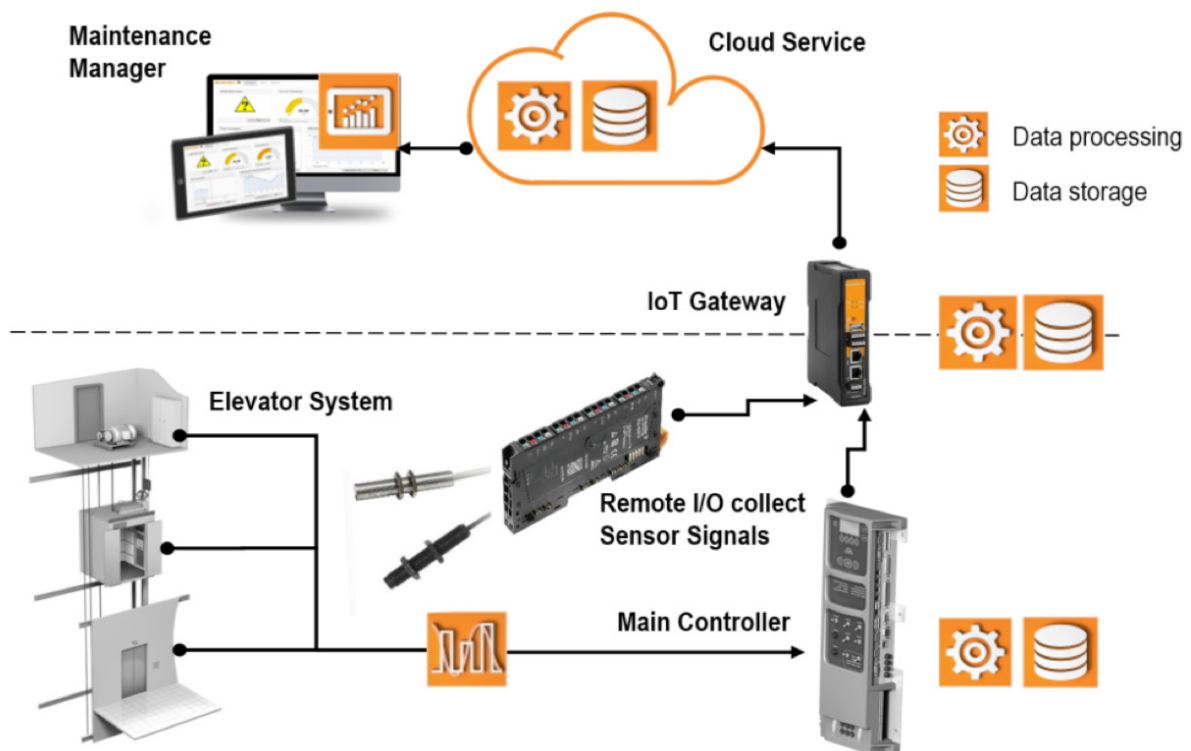 Maintenance
Manager
Cloud Service
Data processing
Data storage
IoT Gateway
Elevator System
Remote I/O collect
Sensor Signals
Main Controller